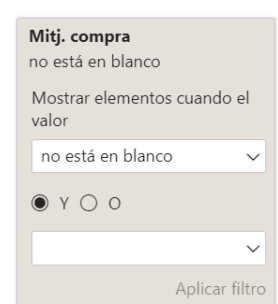 Mitj. compra
no está en blanco
Mostrar elementos cuando el
valor
no está en blanco
Y O
Aplicar filtro